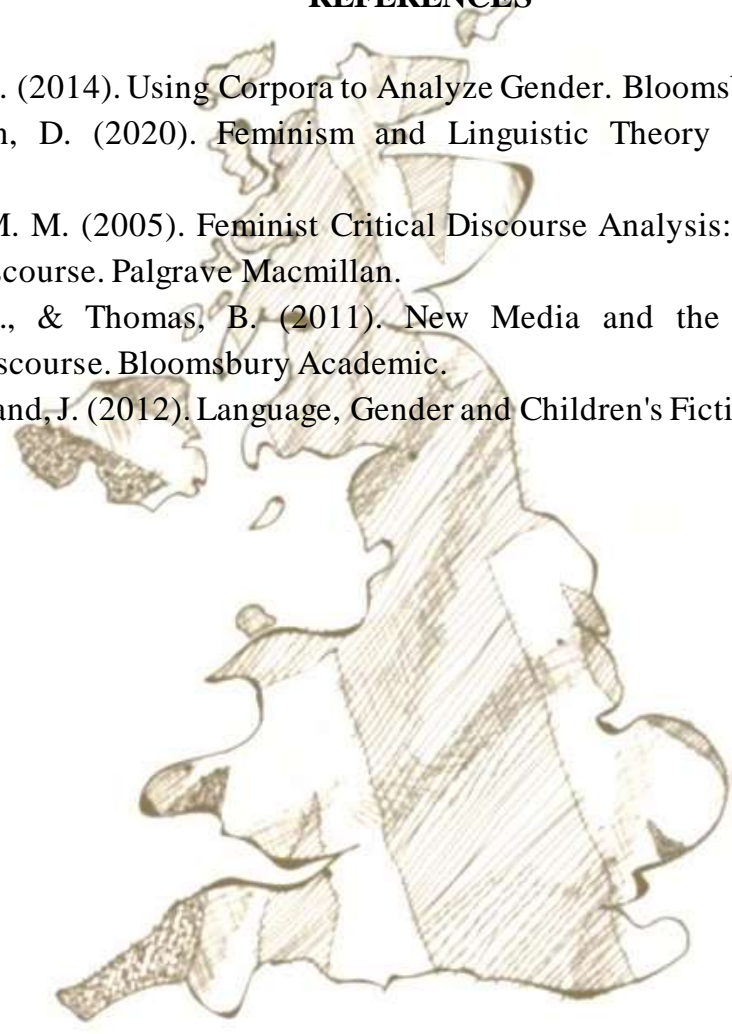 REFERENCES
. (2014). Using Corpora to Analyze Gender. Blooms
, D. (2020). Feminism and Linguistic Theory
M. M. (2005). Feminist Critical Discourse Analysis:
course. Palgrave Macmillan.
., & Thomas, B. (2011). New Media and the
scourse. Bloomsbury Academic.
and, J. (2012). Language, Gender and Children's Ficti